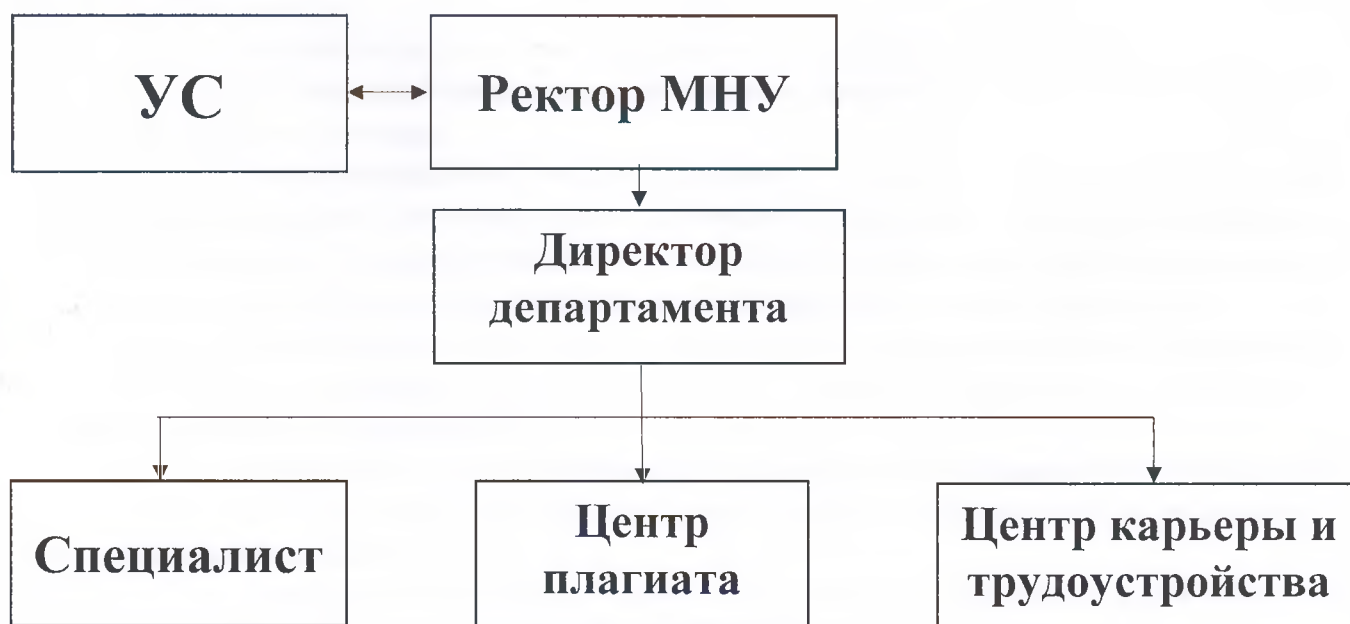 УС
Ректор МНУ
Директор
департамента
Специалист
Центр
плагиата
Центр карьеры и
трудоустройства